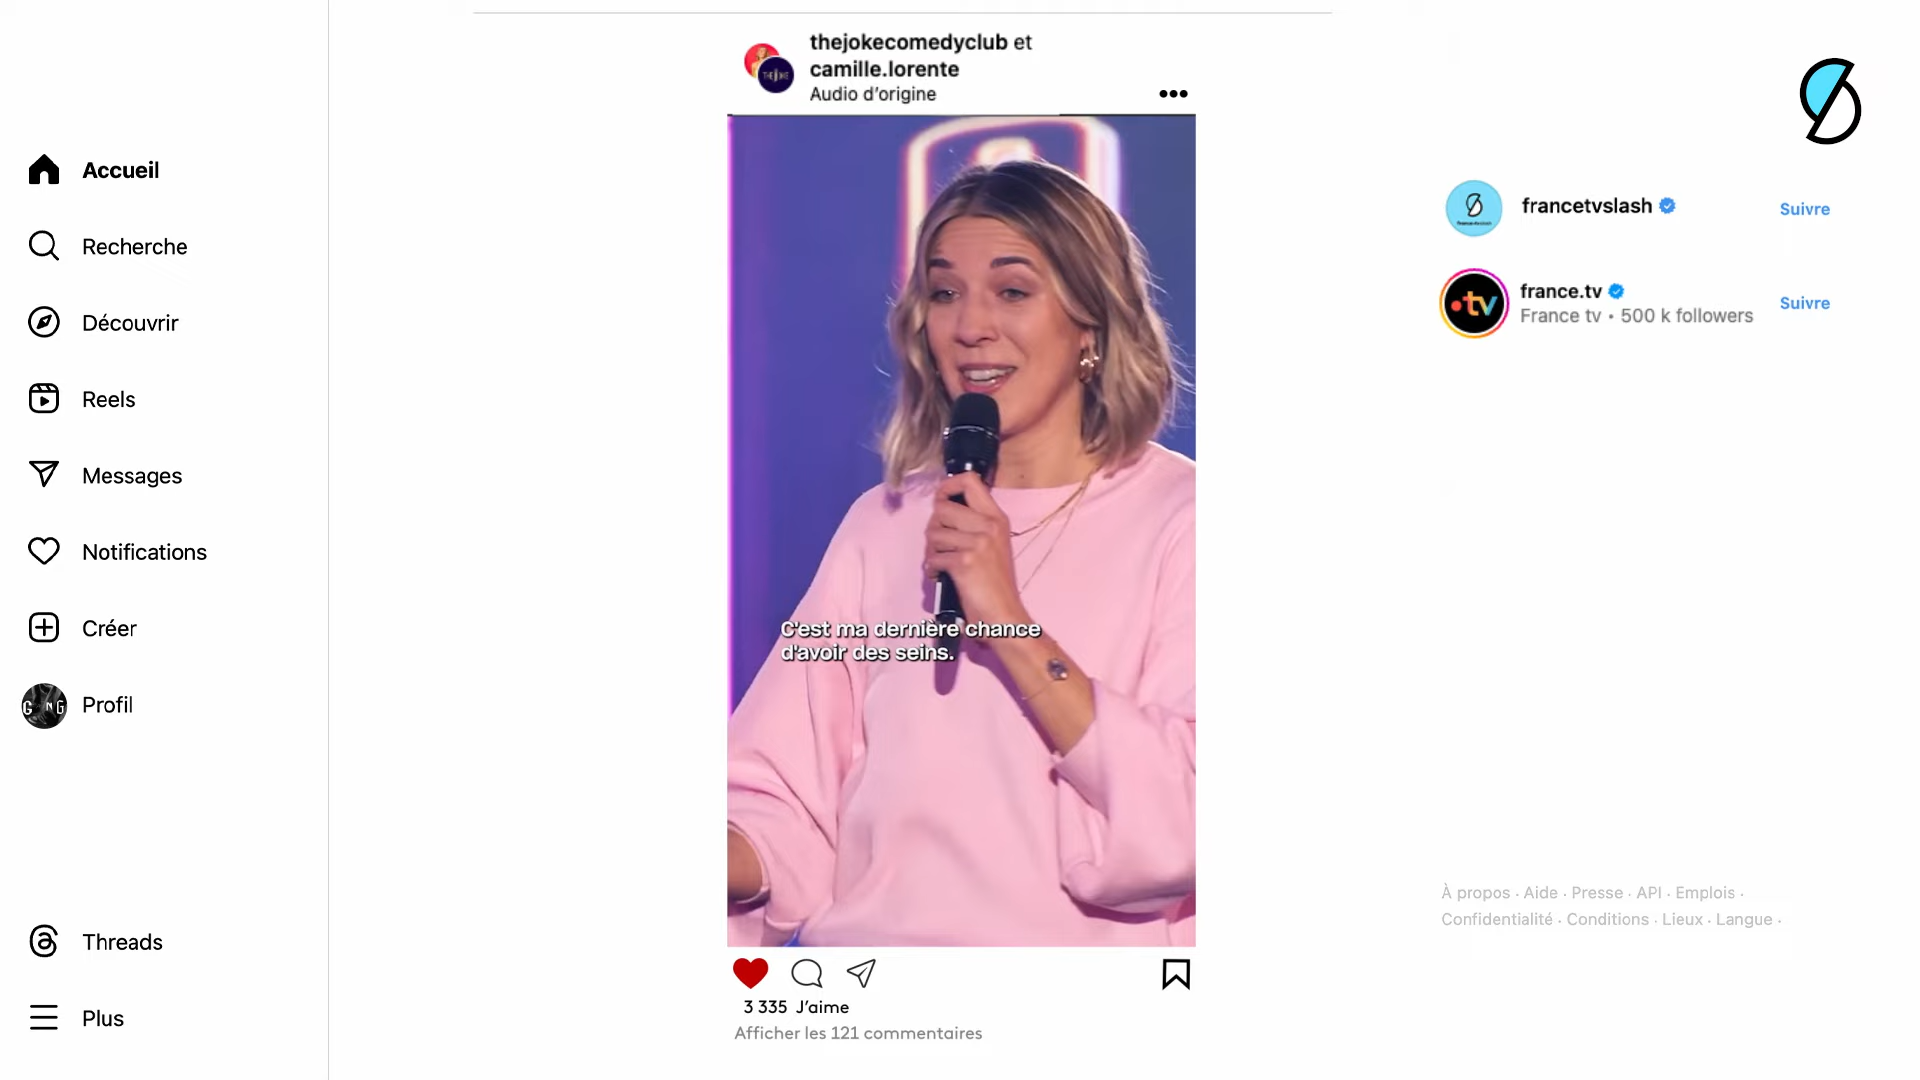 Accueil
Recherche
Découvrir
Reels
Messages
Notifications
Créer
Profil
Threads
Plus
thejokecomedyclub et
camille.lorente
Audio d'origine
C'est ma dernière chance
d'avoir des seins.
3 335 J'aime
Afficher les 121 commentaires
francetvslash
Suivre
france.tv
France tv • 500 k followers
Suivre
•tv
À propos · Aide · Presse · API · Emplois ·
Confidentialité · Conditions · Lieux · Langue ·